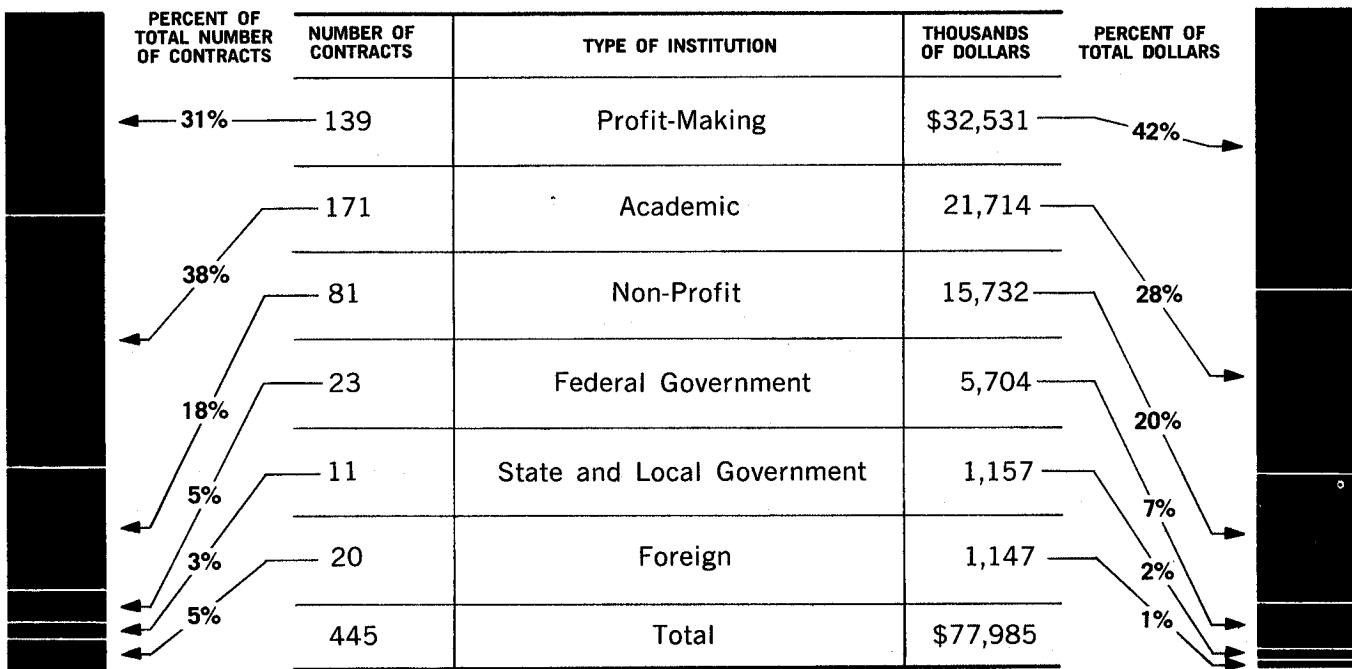 PERCENT OF
TOTAL NUMBER
OF CONTRACTS
NUMBER OF
CONTRACTS
TYPE OF INSTITUTION
THOUSANDS
OF DOLLARS
PERCENT OF
TOTAL DOLLARS
31% 139 Profit-Making $32,531 42%
38% 171 Academic 21,714 28%
18% 81 Non-Profit 15,732 20%
5% 23 Federal Government 5,704 7%
3% 11 State and Local Government 1,157 2%
5% 20 Foreign 1,147 1%
445 Total $77,985